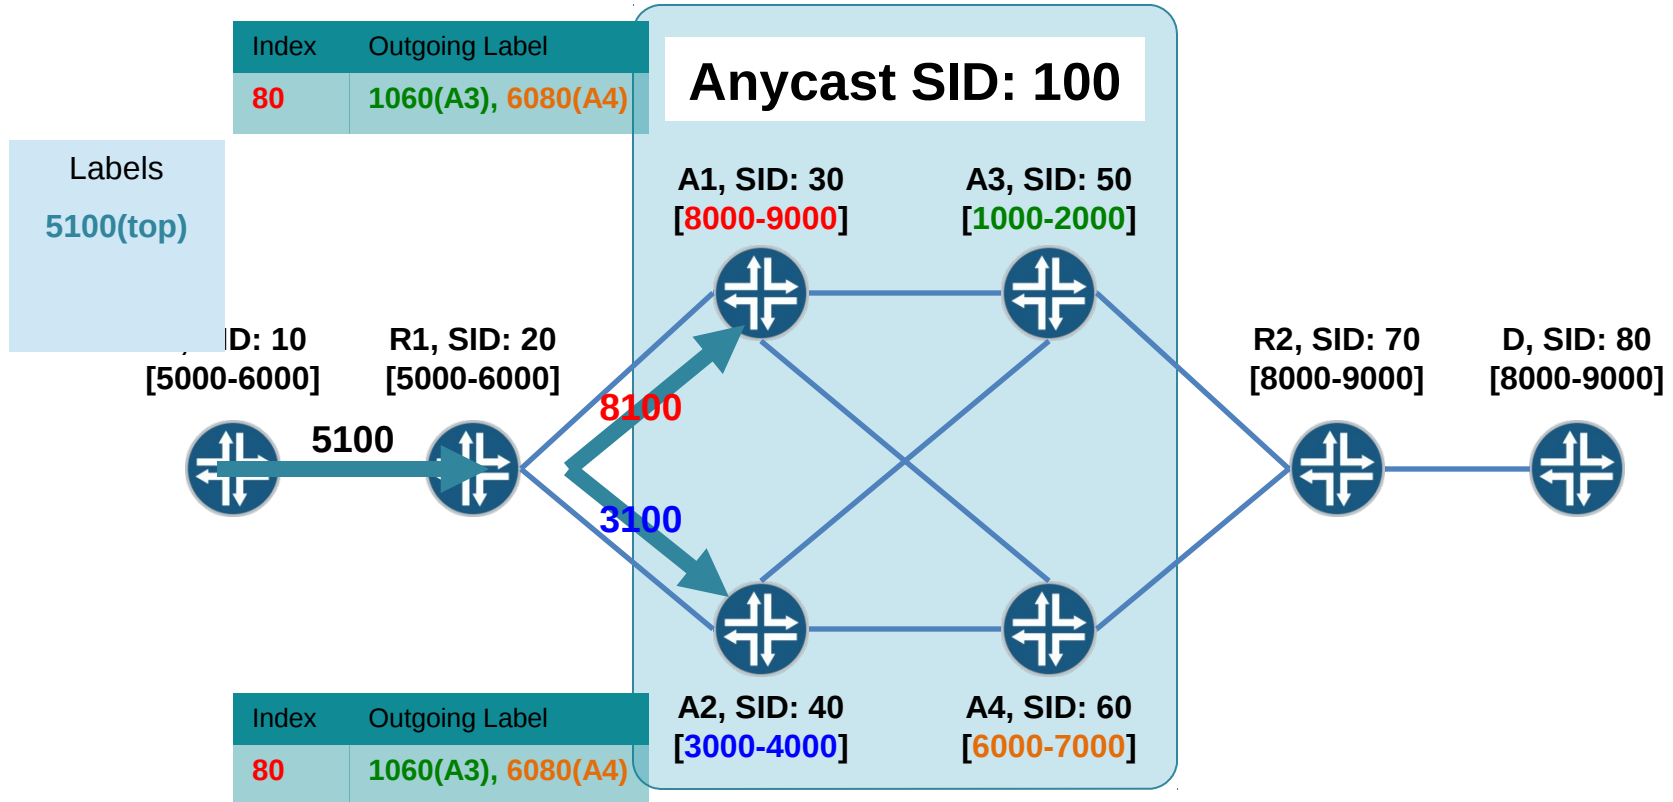 Index Outgoing Label
80 1060(A3), 6080(A4)
Anycast SID: 100
Labels
5100(top)
A1, SID: 30
[8000-9000]
A3, SID: 50
[1000-2000]
ID: 10
[5000-6000]
R1, SID: 20
[5000-6000]
R2, SID: 70
[8000-9000]
D, SID: 80
[8000-9000]
5100
8100
3100
A2, SID: 40
[3000-4000]
A4, SID: 60
[6000-7000]
Index Outgoing Label
80 1060(A3), 6080(A4)